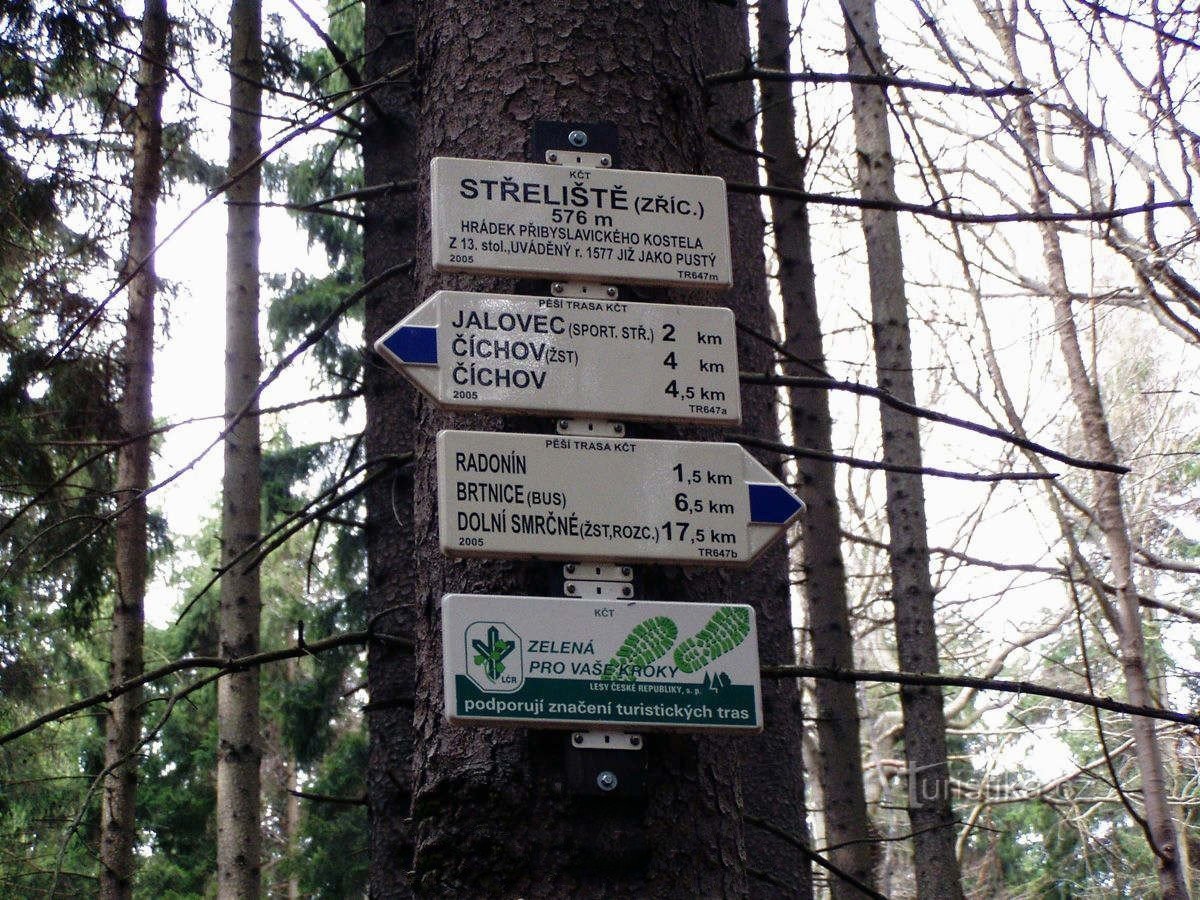 KČT
STŘELIŠTĚ (ZŘÍC.)
576 m
HRÁDEK PŘIBYSLAVICKÉHO KOSTELA
Z 13. stol.,UVÁDĚNÝ r. 1577 JIŽ JAKO PUSTÝ
2005 TR647m
PĚŠÍ TRASA KČT
JALOVEC (SPORT. STŘ.) 2 km
ČÍCHOV (ŽST) 4 km
ČÍCHOV 4,5 km
2005 TR647a
PĚŠÍ TRASA KČT
RADONÍN 1,5 km
BRTNICE (BUS) 6,5 km
DOLNÍ SMRČNÉ (ŽST,ROZC.) 17,5 km
2005 TR647b
KČT
LČR
ZELENÁ
PRO VAŠE KROKY
LESY ČESKÉ REPUBLIKY, s. p.
podporují značení turistických tras
Turistika.cz